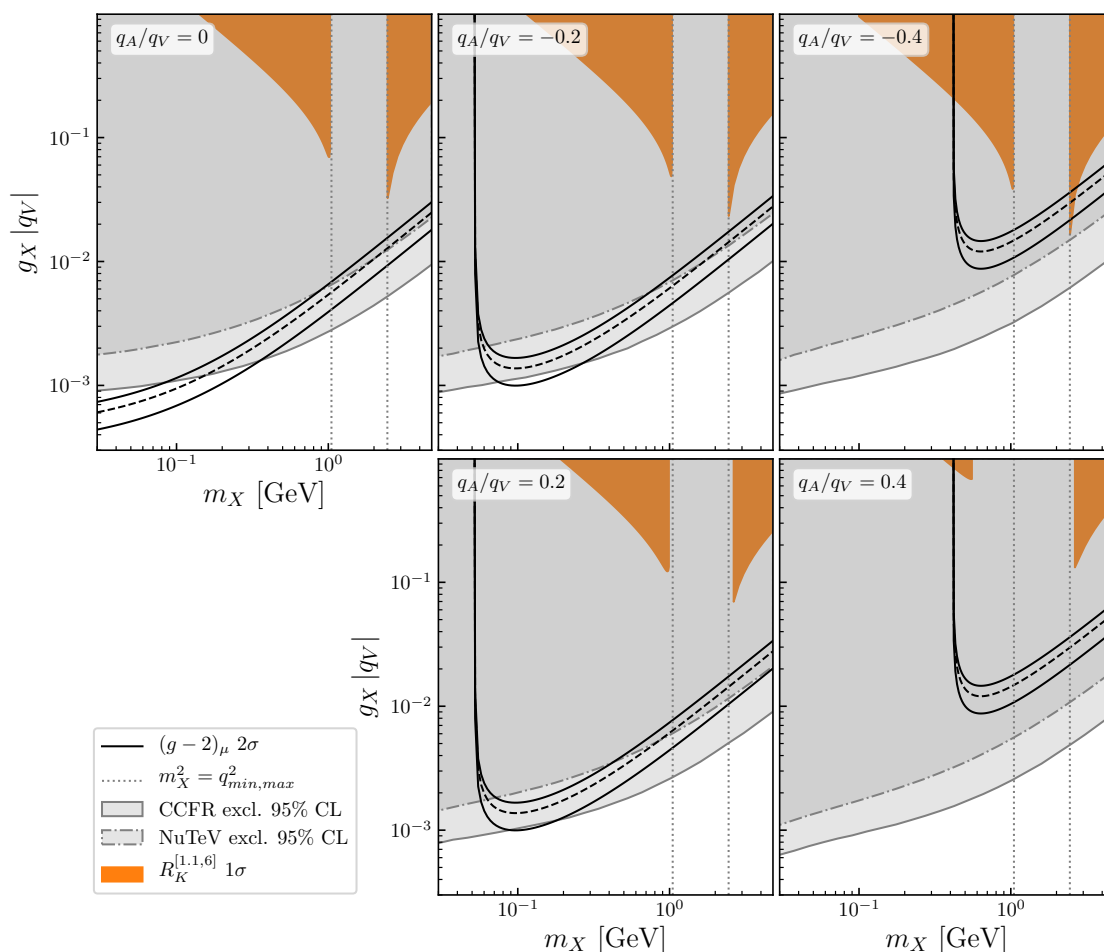 q_A/q_V = 0
q_A/q_V = −0.2
q_A/q_V = −0.4
10^{−1}
10^{−2}
10^{−3}
g_X |q_V|
10^{−1}
10^{0}
m_X [GeV]
q_A/q_V = 0.2
q_A/q_V = 0.4
10^{−1}
10^{−2}
10^{−3}
g_X |q_V|
(g − 2)_μ 2σ
m_X^2 = q^2_{min,max}
CCFR excl. 95% CL
NuTeV excl. 95% CL
R_K^{[1.1,6]} 1σ
10^{−1}
10^{0}
10^{−1}
10^{0}
m_X [GeV]
m_X [GeV]